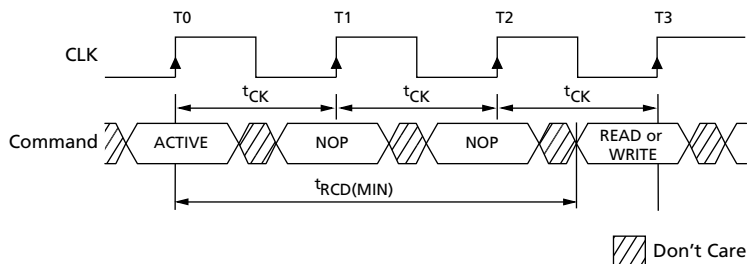 T0 T1 T2 T3
CLK
tCK tCK tCK
Command ACTIVE NOP NOP READ or
WRITE
tRCD(MIN)
Don't Care